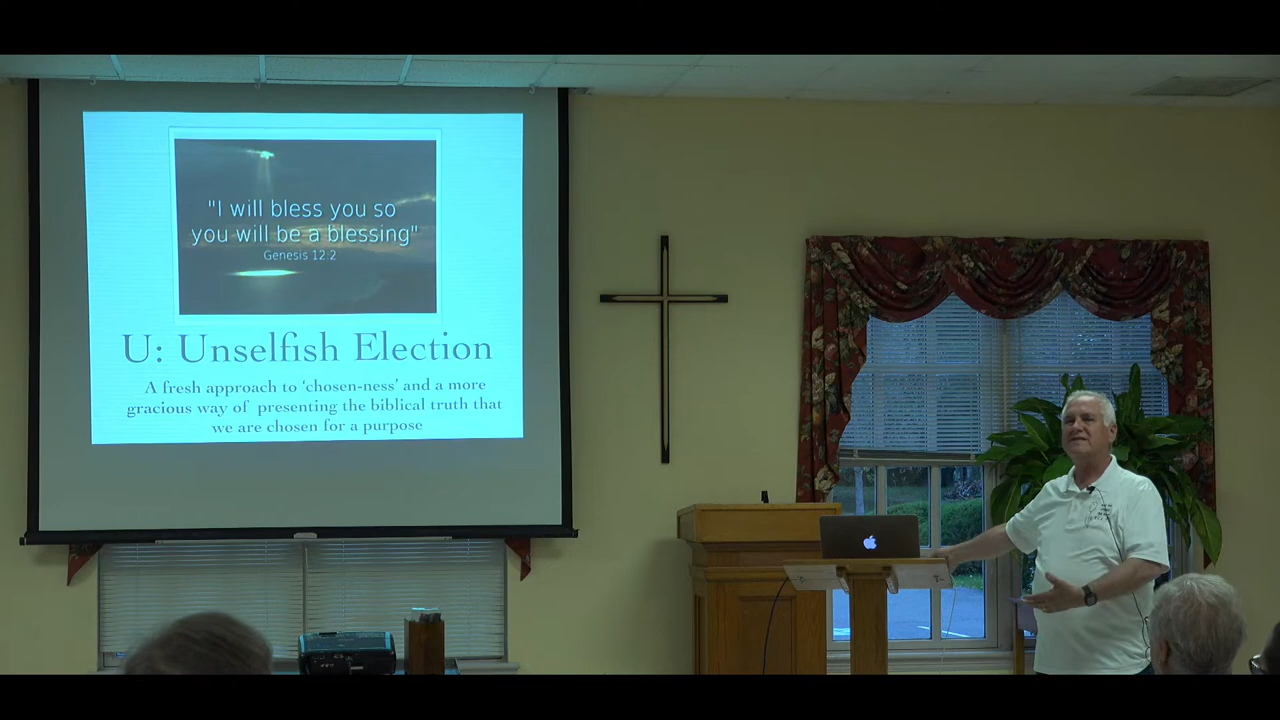 "I will bless you so
you will be a blessing"
Genesis 12:2
U: Unselfish Election
A fresh approach to ‘chosen-ness’ and a more
gracious way of presenting the biblical truth that
we are chosen for a purpose